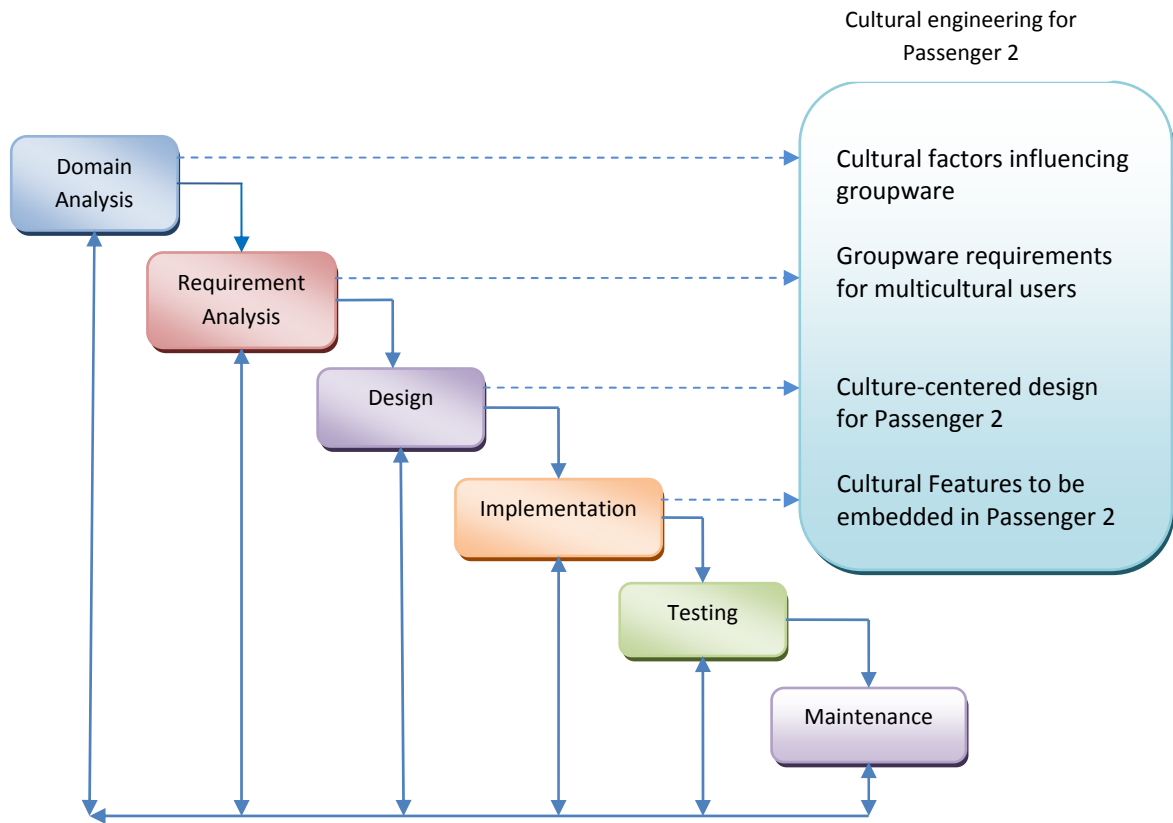 Cultural engineering for
Passenger 2
Domain
Analysis
Cultural factors influencing
groupware
Requirement
Analysis
Groupware requirements
for multicultural users
Design
Culture-centered design
for Passenger 2
Implementation
Cultural Features to be
embedded in Passenger 2
Testing
Maintenance